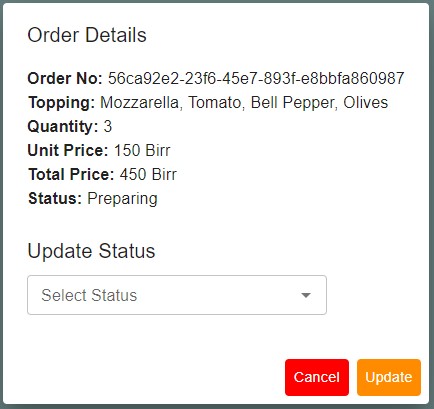 Order Details
Order No: 56ca92e2-23f6-45e7-893f-e8bbfa860987
Topping: Mozzarella, Tomato, Bell Pepper, Olives
Quantity: 3
Unit Price: 150 Birr
Total Price: 450 Birr
Status: Preparing
Update Status
Select Status
Cancel Update